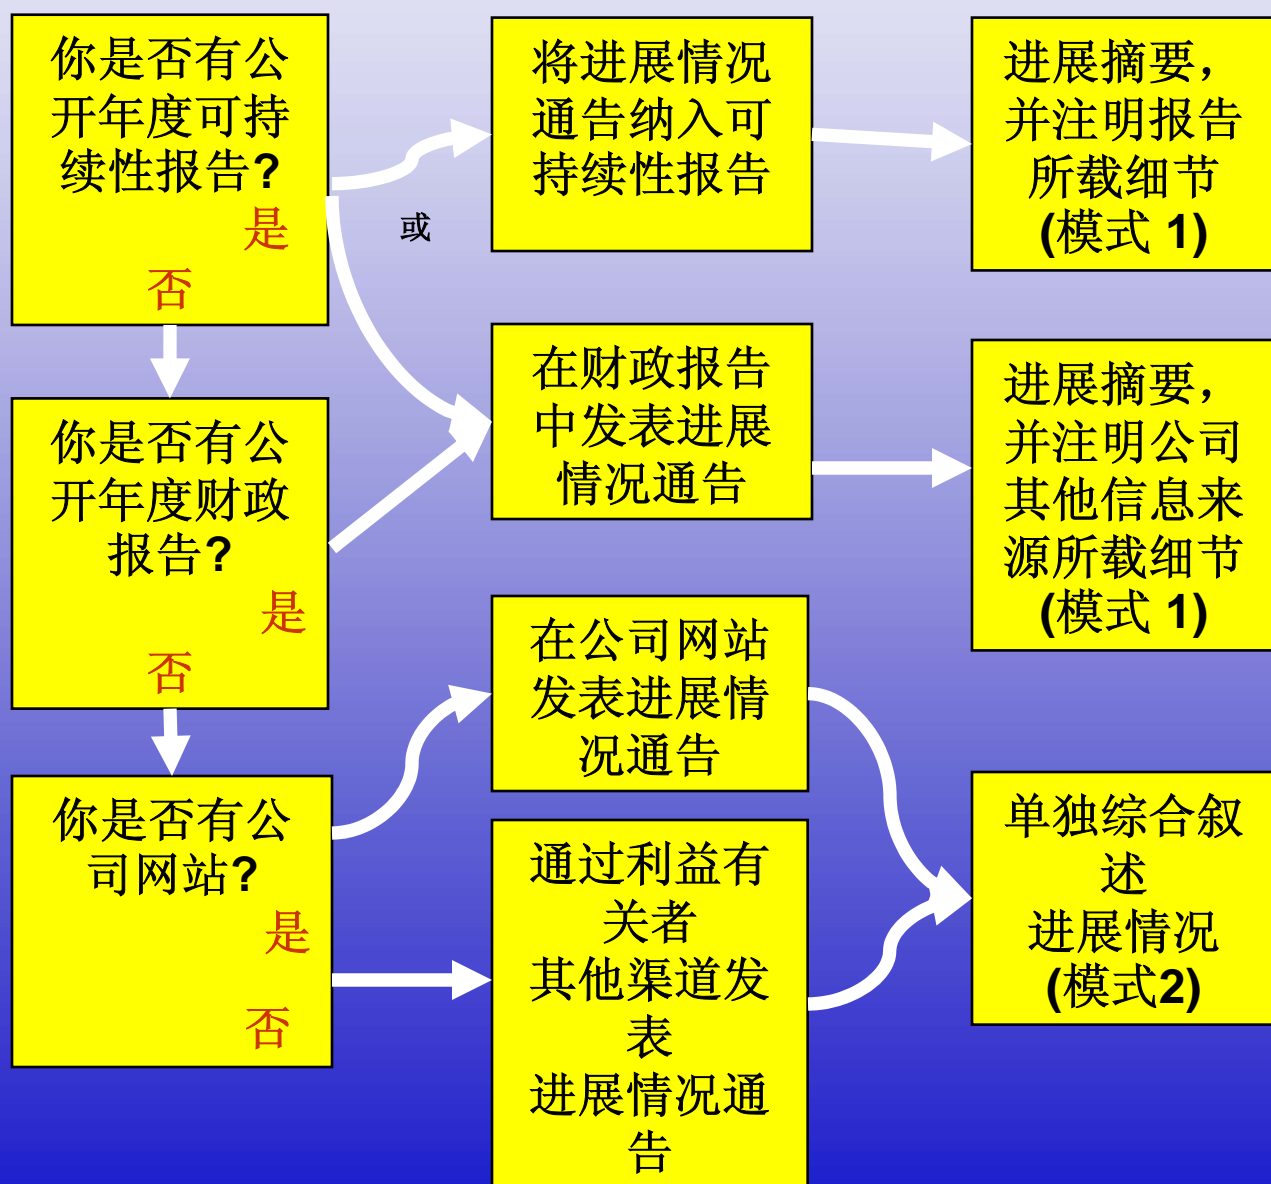 你是否有公
开年度可持
续性报告?
是
否
或
将进展情况
通告纳入可
持续性报告
进展摘要，
并注明报告
所载细节
(模式 1)
你是否有公
开年度财政
报告?
是
否
在财政报告
中发表进展
情况通告
进展摘要，
并注明公司
其他信息来
源所载细节
(模式 1)
你是否有公
司网站?
是
否
在公司网站
发表进展情
况通告
通过利益有
关者
其他渠道发
表
进展情况通
告
单独综合叙
述
进展情况
(模式2)